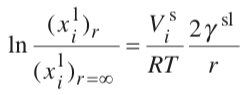 ln (x_i^l)_r / (x_i^l)_{r=∞} = V_i^s / RT 2γ^{sl} / r